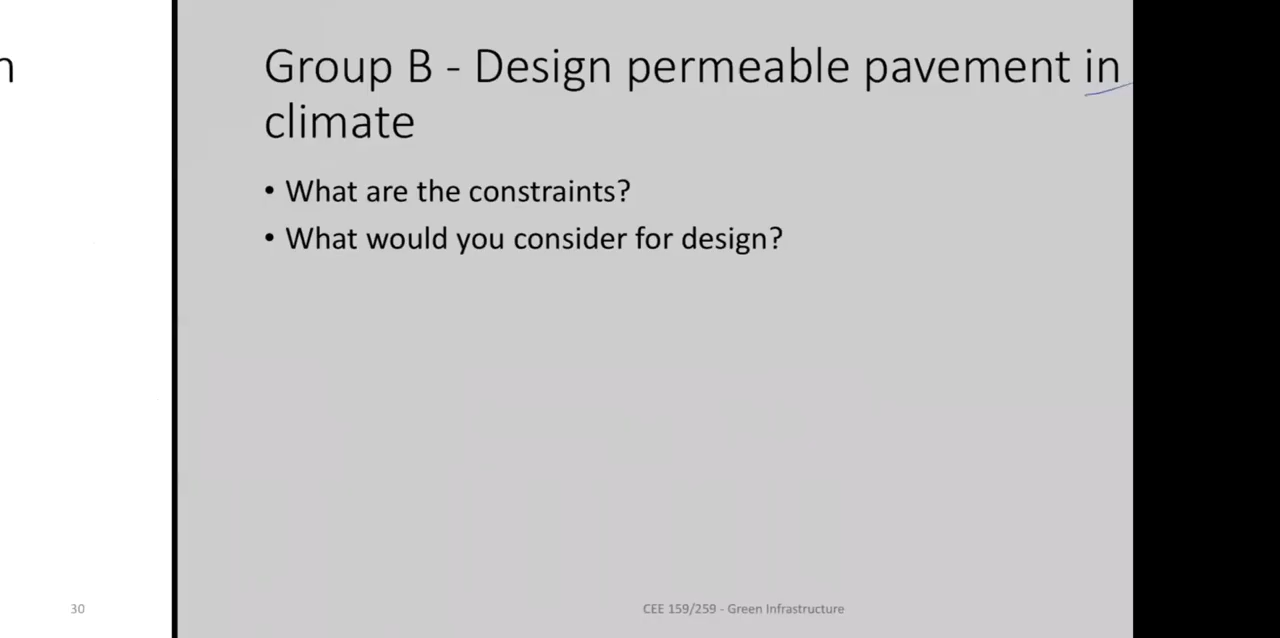 n
Group B - Design permeable pavement in
climate
• What are the constraints?
• What would you consider for design?
30
CEE 159/259 - Green Infrastructure